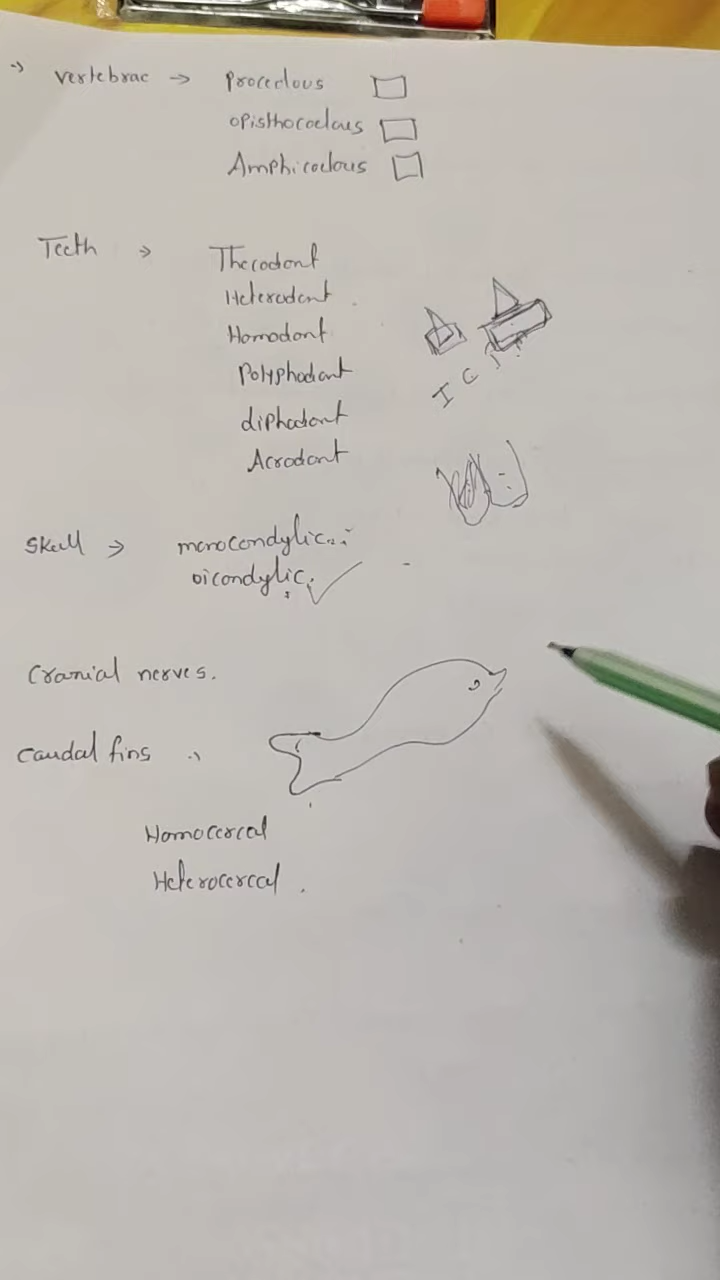 vertebrae → procoelous
opisthocoelous
Amphicoelous
Teeth → Thecodont
Heterodont
Homodont
Polyphodont
diphodont
Acrodont
I C
Skull → monocondylic..
Dicondylic.
Cranial nerves.
Caudal fins
Homocercal
Heterocercal .